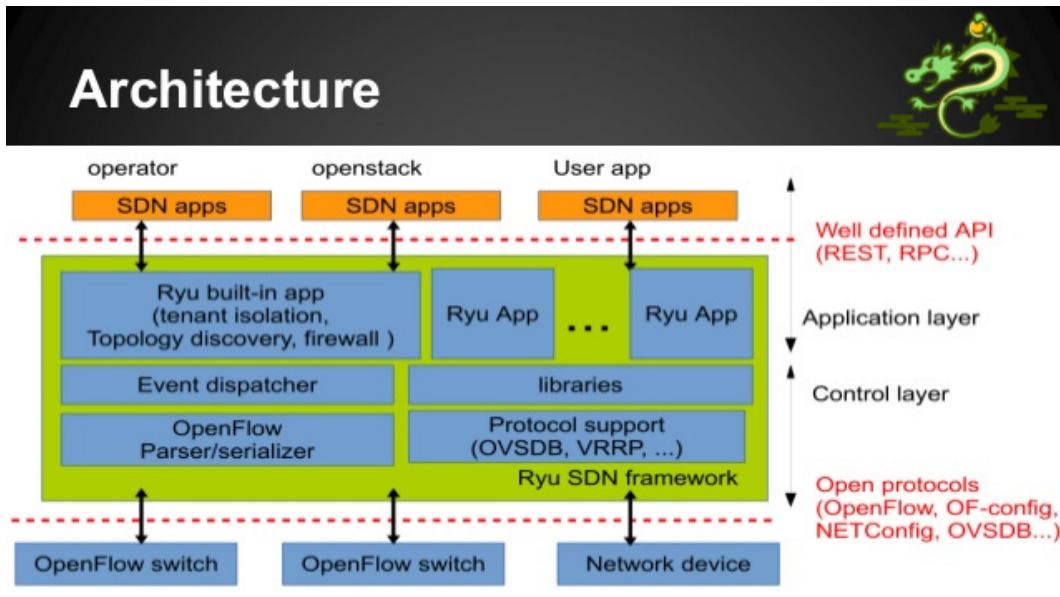 Architecture
operator
openstack
User app
SDN apps
SDN apps
SDN apps
Well defined API
(REST, RPC...)
Ryu built-in app
(tenant isolation,
Topology discovery, firewall )
Ryu App
...
Ryu App
Application layer
Event dispatcher
libraries
Control layer
OpenFlow
Parser/serializer
Protocol support
(OVSDB, VRRP, ...)
Ryu SDN framework
Open protocols
(OpenFlow, OF-config,
NETConfig, OVSDB...)
OpenFlow switch
OpenFlow switch
Network device